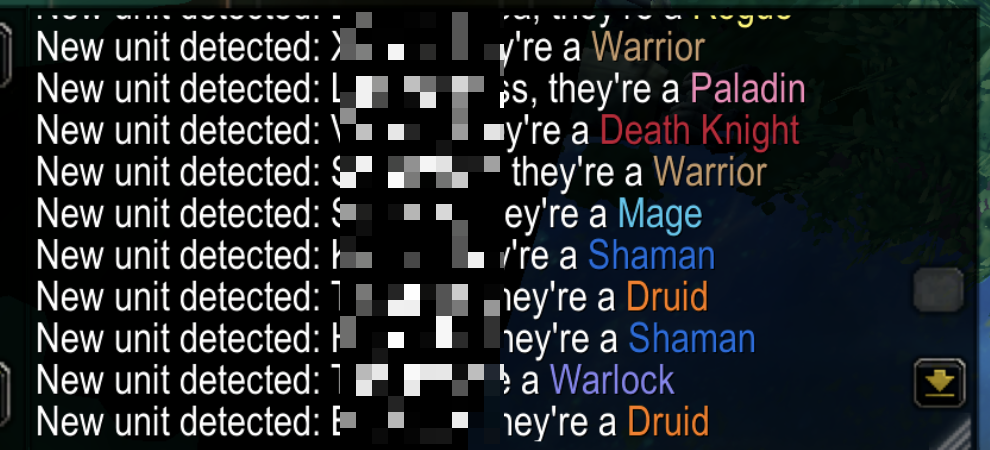 Rogue
New unit detected: they're a Warrior
New unit detected: they're a Paladin
New unit detected: they're a Death Knight
New unit detected: they're a Warrior
New unit detected: they're a Mage
New unit detected: they're a Shaman
New unit detected: they're a Druid
New unit detected: they're a Shaman
New unit detected: a Warlock
New unit detected: they're a Druid